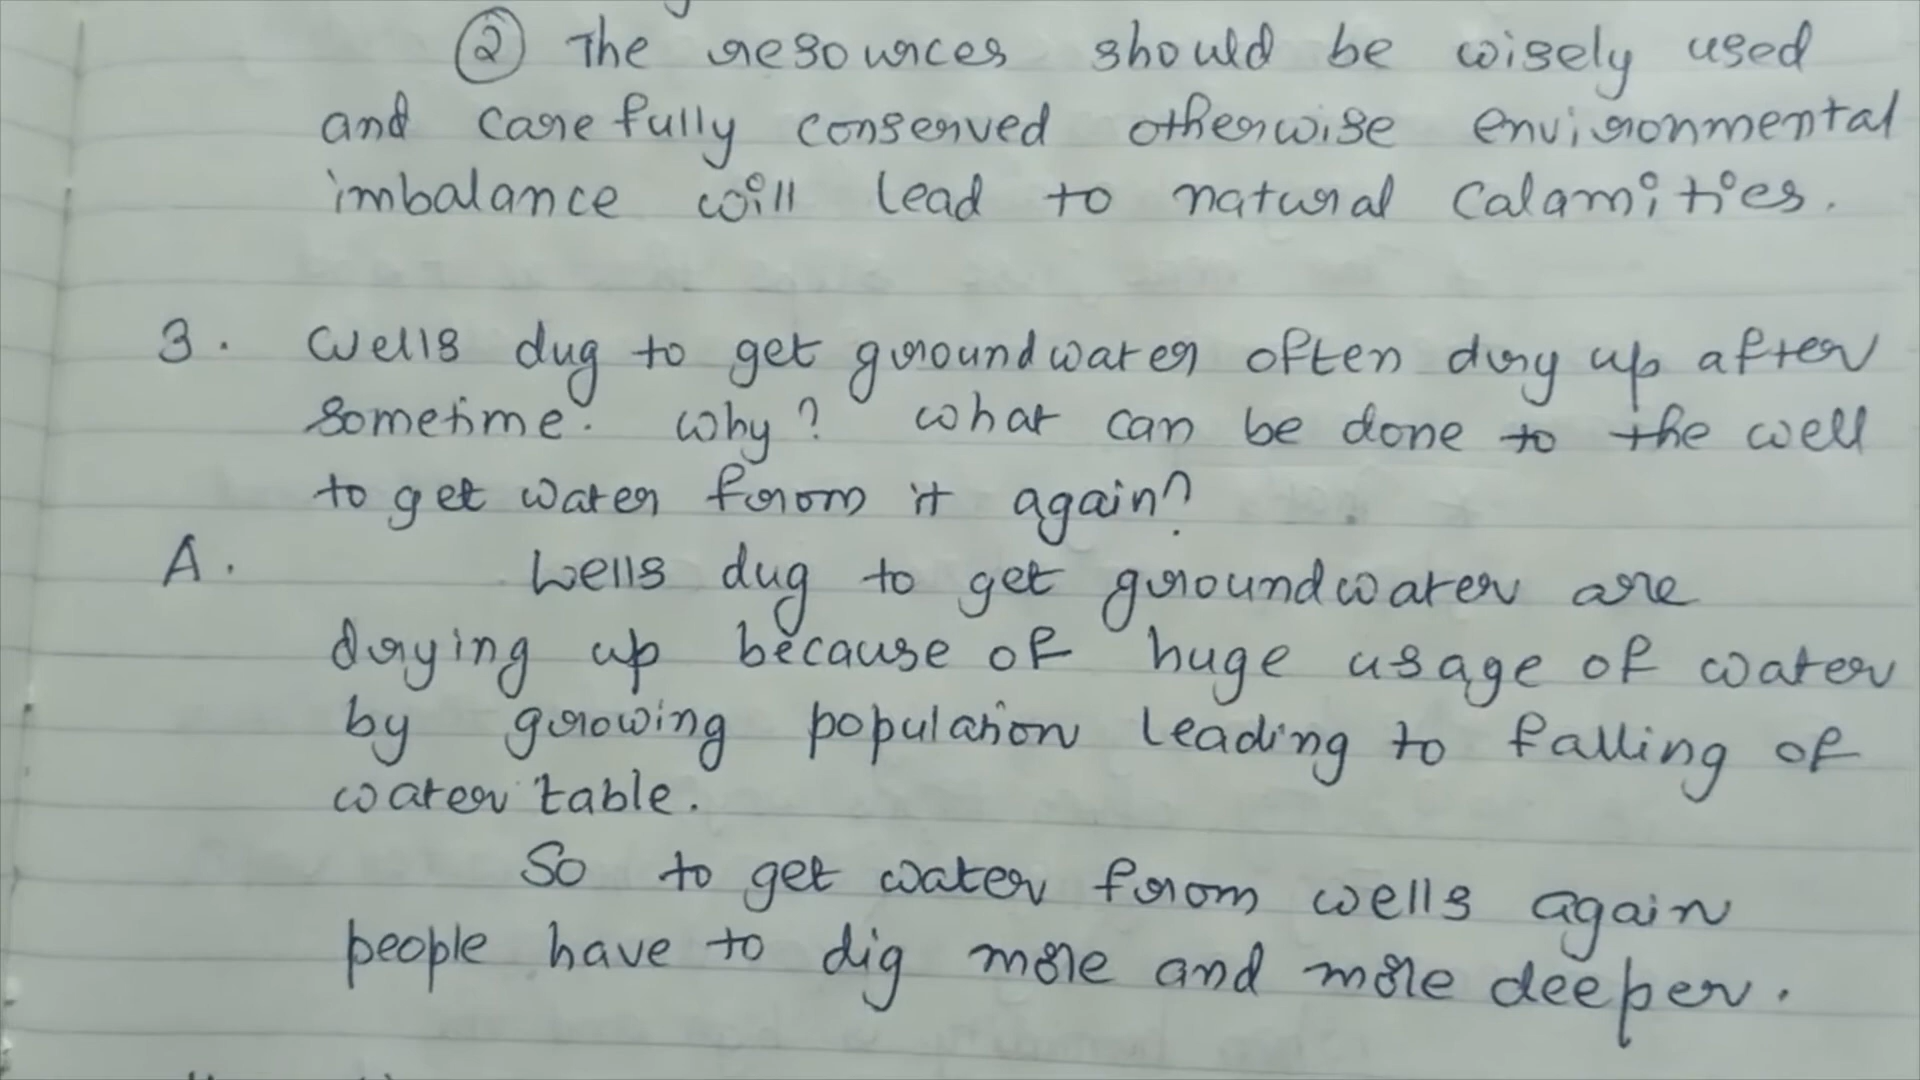 ② The resources should be wisely used
and carefully conserved otherwise environmental
imbalance will lead to natural calamities.
3. Wells dug to get groundwater often dry up after
sometime. Why? What can be done to the well
to get water from it again?
A. Wells dug to get groundwater are
drying up because of huge usage of water
by growing population leading to falling of
water table.
So to get water from wells again
people have to dig more and more deeper.